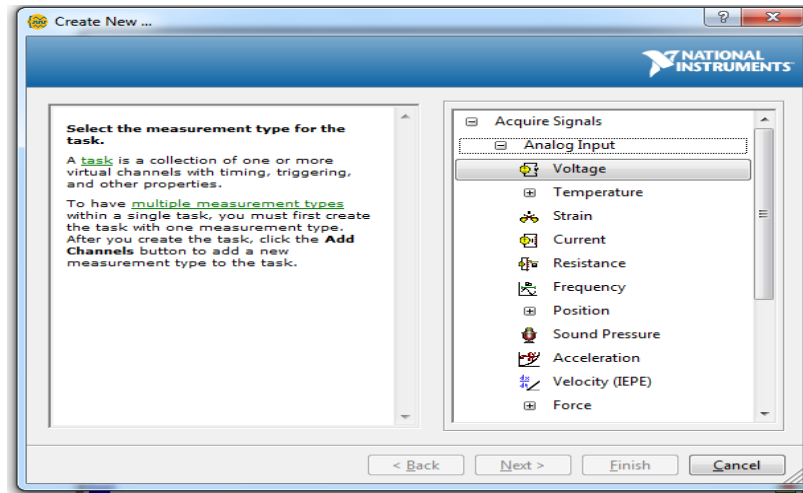 Create New ...
NATIONAL
INSTRUMENTS
Select the measurement type for the
task.
A task is a collection of one or more
virtual channels with timing, triggering,
and other properties.
To have multiple measurement types
within a single task, you must first create
the task with one measurement type.
After you create the task, click the Add
Channels button to add a new
measurement type to the task.
Acquire Signals
Analog Input
Voltage
Temperature
Strain
Current
Resistance
Frequency
Position
Sound Pressure
Acceleration
Velocity (IEPE)
Force
< Back
Next >
Finish
Cancel